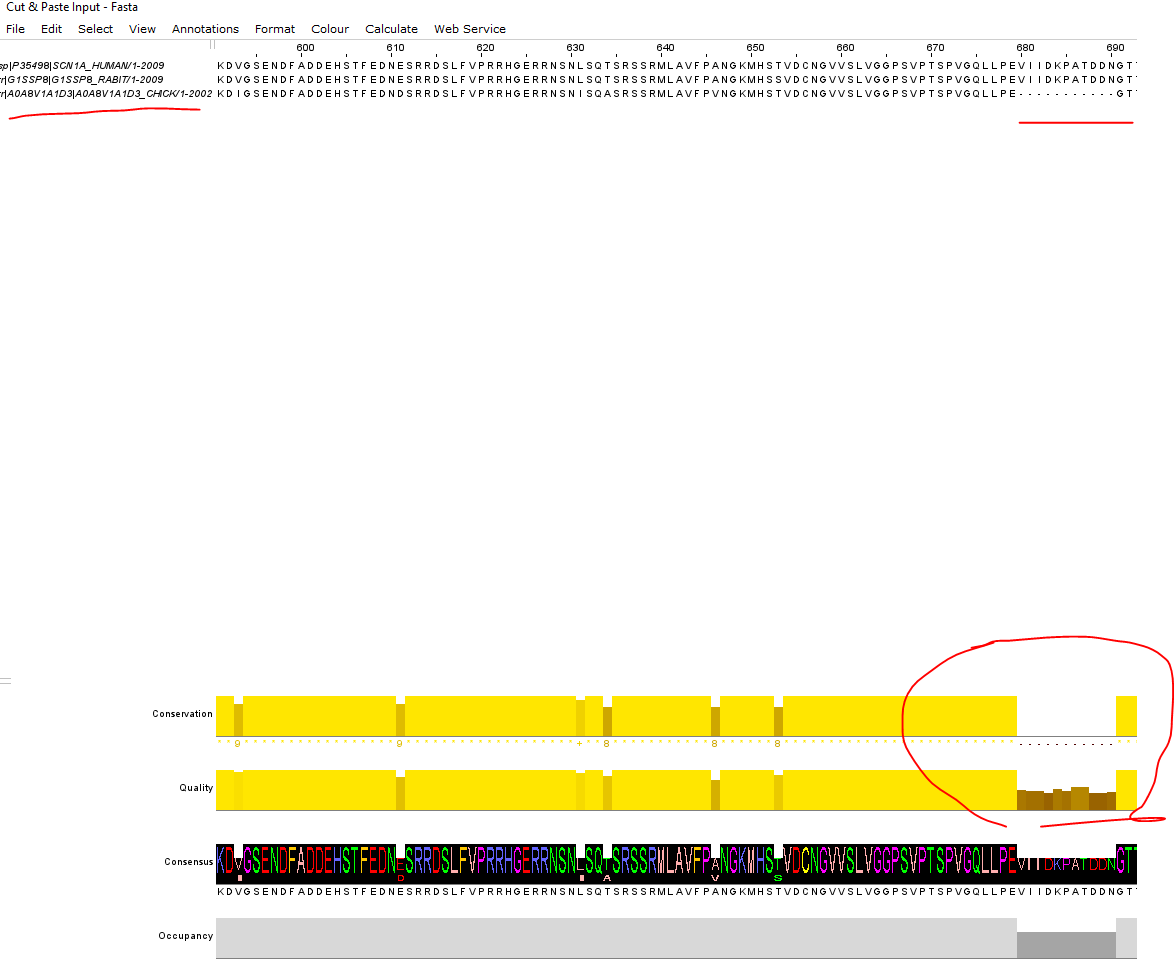 Cut & Paste Input - Fasta
File Edit Select View Annotations Format Colour Calculate Web Service
600 610 620 630 640 650 660 670 680 690
sp|P35498|SCN1A_HUMAN/1-2009 KDVGSENDFADDEHSTFEDNESRRDSLFVPRRHGERRNSNLSQTSRSSRMLAVFPANGKMHSTVDCNGVVSLVGGPSVPTSPVGQLLPEVIIDKPATDDNGT
r|G1SSP8|G1SSP8_RABIT/1-2009 KDVGSENDFADDEHSTFEDNESRRDSLFVPRRHGERRNSNLSQTSRSSRMLAVFPANGKMHSSVDCNGVVSLVGGPSVPTSPVGQLLPEVIIDKPATDDNGT
r|A0A8V1A1D3|A0A8V1A1D3_CHICK/1-2002 KDIGSENDFADDEHSTFEDNDSRRDSLFVPRRHGERRNSNISQASRSSRMLAVFPVNGKMHSTVDCNGVVSLVGGPSVPTSPVGQLLPE-----------GT
Conservation
9 9 + 8 8 8 -----------
Quality
Consensus
KDVGSENDFADDEHSTFEDNESRRDSLFVPRRHGERRNSNLSQTSRSSRMLAVFPANGKMHSTVDCNGVVSLVGGPSVPTSPVGQLLPEVIIDKPATDDNGT
KDVGSENDFADDEHSTFEDNESRRDSLFVPRRHGERRNSNLSQTSRSSRMLAVFPANGKMHSTVDCNGVVSLVGGPSVPTSPVGQLLPEVIIDKPATDDNGT
Occupancy